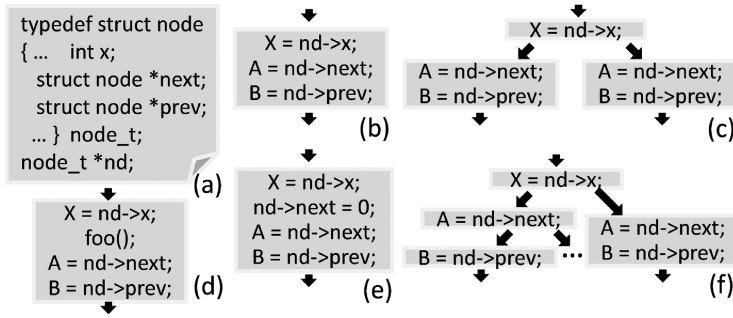 typedef struct node
{ ... int x;
struct node *next;
struct node *prev;
... } node_t;
node_t *nd;
(a)
X = nd->x;
A = nd->next;
B = nd->prev;
(b)
X = nd->x;
A = nd->next;
B = nd->prev;
A = nd->next;
B = nd->prev;
(c)
X = nd->x;
foo();
A = nd->next;
B = nd->prev;
(d)
X = nd->x;
nd->next = 0;
A = nd->next;
B = nd->prev;
(e)
X = nd->x;
A = nd->next;
B = nd->prev;
...
A = nd->next;
B = nd->prev;
(f)